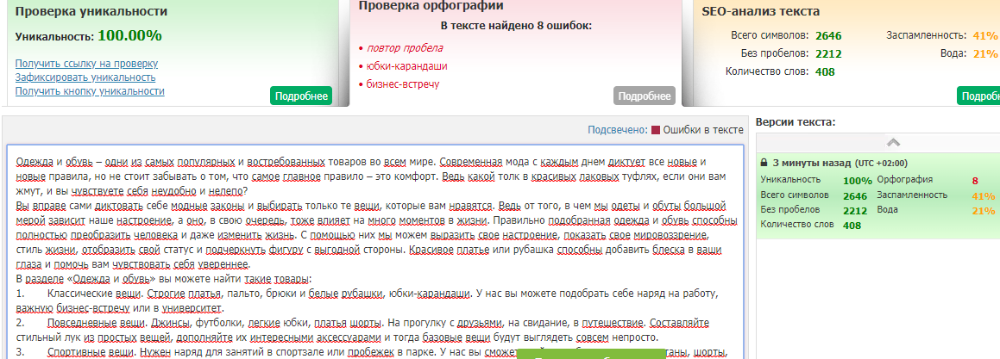 Проверка уникальности
Уникальность: 100.00%
Получить ссылку на проверку
Зафиксировать уникальность
Получить кнопку уникальности
Подробнее
Проверка орфографии
В тексте найдено 8 ошибок:
повтор пробела
юбки-карандаши
бизнес-встречу
Подробнее
SEO-анализ текста
Всего символов: 2646 Заспамленность: 41%
Без пробелов: 2212 Вода: 21%
Количество слов: 408
Подробнее
Подсвечено: Ошибки в тексте
Одежда и обувь – одни из самых популярных и востребованных товаров во всем мире. Современная мода с каждым днем диктует все новые и
новые правила, но не стоит забывать о том, что самое главное правило – это комфорт. Ведь какой толк в красивых лаковых туфлях, если они вам
жмут, и вы чувствуете себя неудобно и нелепо?
Вы вправе сами диктовать себе модные законы и выбирать только те вещи, которые вам нравятся. Ведь от того, в чем мы одеты и обуты большой
мерой зависит наше настроение, а оно, в свою очередь, тоже влияет на много моментов в жизни. Правильно подобранная одежда и обувь способны
полностью преобразить человека и даже изменить жизнь. С помощью них мы можем выразить свое настроение, показать свое мировоззрение,
стиль жизни, отобразить свой статус и подчеркнуть фигуру с выгодной стороны. Красивое платье или рубашка способны добавить блеска в ваши
глаза и помочь вам чувствовать себя увереннее.
В разделе «Одежда и обувь» вы можете найти такие товары:
1. Классические вещи. Строгие платья, пальто, брюки и белые рубашки, юбки-карандаши. У нас вы можете подобрать себе наряд на работу,
важную бизнес-встречу или в университет.
2. Повседневные вещи. Джинсы, футболки, легкие юбки, платья шорты. На прогулку с друзьями, на свидание, в путешествие. Составляйте
стильный лук из простых вещей, дополняйте их интересными аксессуарами и тогда базовые вещи будут выглядеть совсем непросто.
3. Спортивные вещи. Нужен наряд для занятий в спортзале или пробежек в парке. У нас вы шорты,
Версии текста:
3 минуты назад (UTC +02:00)
Уникальность 100% Орфография 8
Всего символов 2646 Заспамленность 41%
Без пробелов 2212 Вода 21%
Количество слов 408